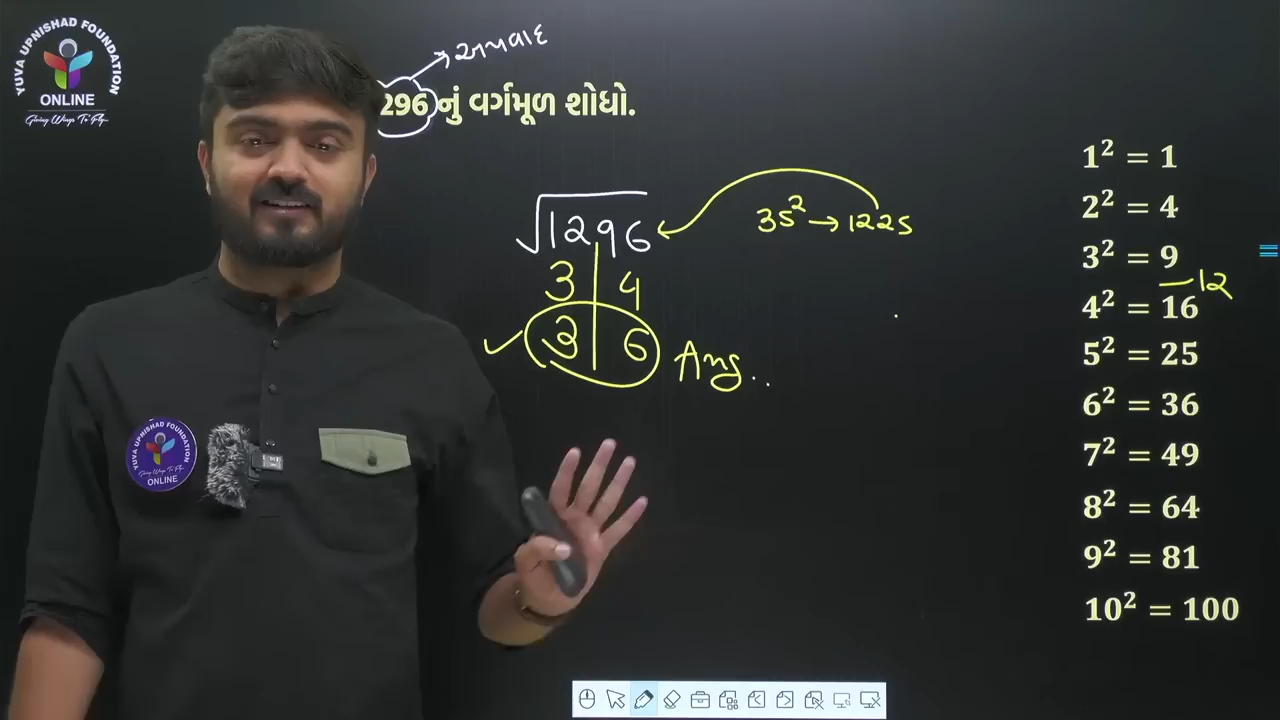 YUVA UPNISHAD FOUNDATION
ONLINE
Giving Wings To Fly...
અપવાદ
296 નું વર્ગમૂળ શોધો.
√1296
3 4
3 6 Ans..
35² → 1225
1² = 1
2² = 4
3² = 9
12
4² = 16
5² = 25
6² = 36
7² = 49
8² = 64
9² = 81
10² = 100
YUVA UPNISHAD FOUNDATION
ONLINE